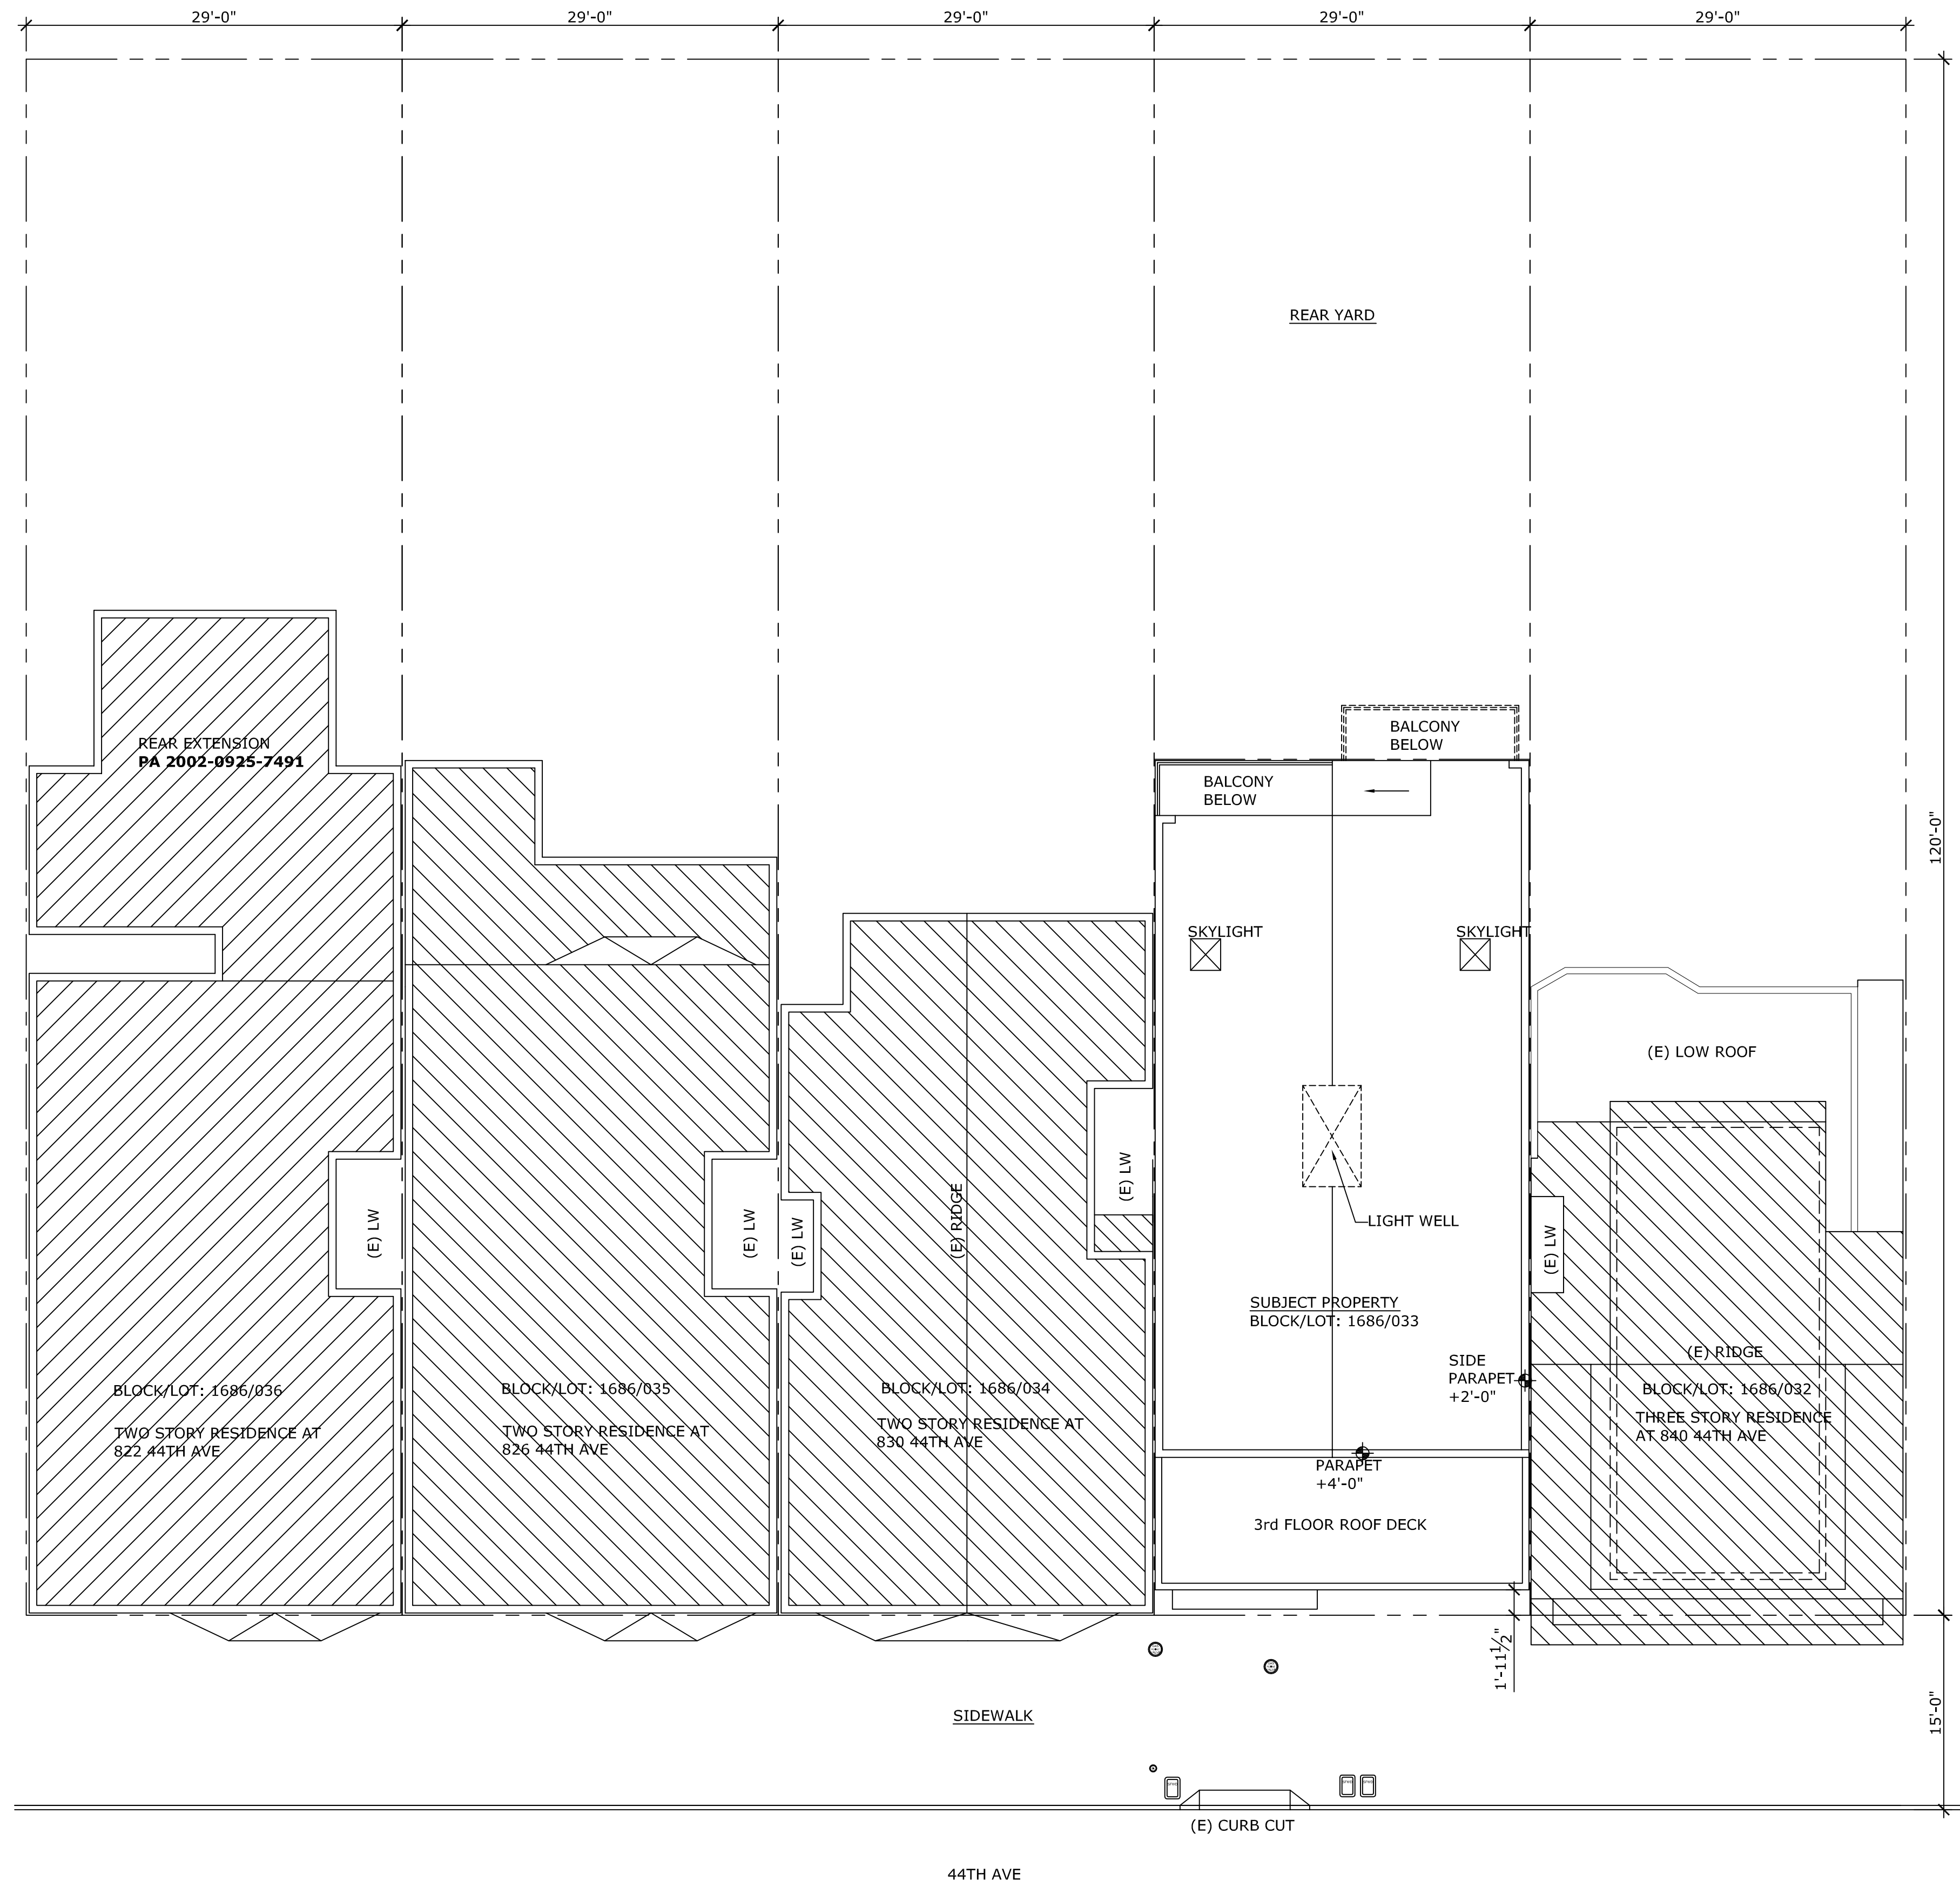 29'-0"
29'-0"
29'-0"
29'-0"
29'-0"
REAR YARD
REAR EXTENSION
PA 2002-0925-7491
BALCONY
BELOW
BALCONY
BELOW
120'-0"
SKYLIGHT
SKYLIGHT
(E) LOW ROOF
(E) LW
(E) LW
(E) LW
(E) RIDGE
(E) LW
LIGHT WELL
(E) LW
SUBJECT PROPERTY
BLOCK/LOT: 1686/033
SIDE
PARAPET
+2'-0"
(E) RIDGE
BLOCK/LOT: 1686/036
TWO STORY RESIDENCE AT
822 44TH AVE
BLOCK/LOT: 1686/035
TWO STORY RESIDENCE AT
826 44TH AVE
BLOCK/LOT: 1686/034
TWO STORY RESIDENCE AT
830 44TH AVE
BLOCK/LOT: 1686/032
THREE STORY RESIDENCE
AT 840 44TH AVE
PARAPET
+4'-0"
3rd FLOOR ROOF DECK
1'-11 1/2"
SIDEWALK
15'-0"
(E) CURB CUT
44TH AVE